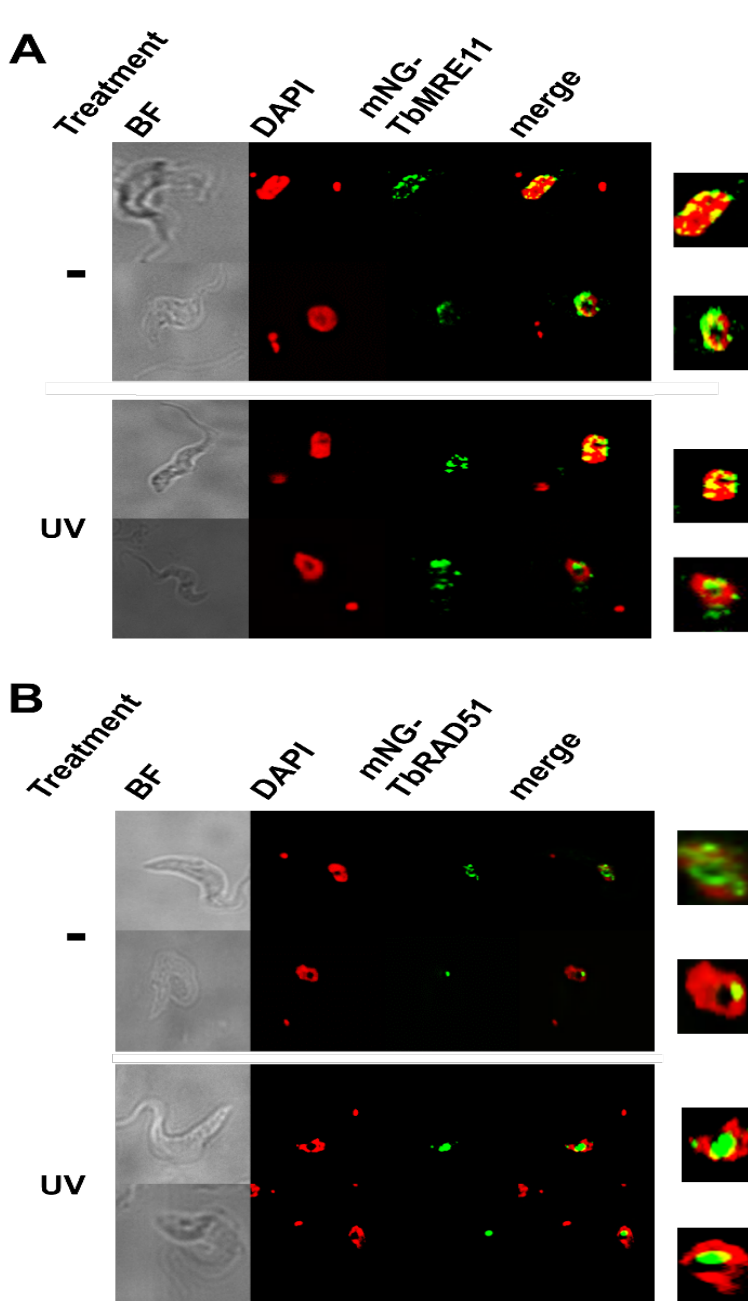 A
Treatment
BF
DAPI
mNG-
TbMRE11
merge
-
UV
B
Treatment
BF
DAPI
mNG-
TbRAD51
merge
-
UV